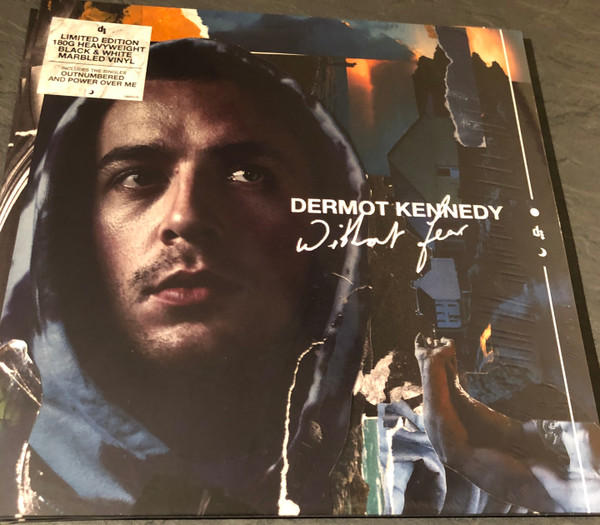 LIMITED EDITION
180G HEAVYWEIGHT
BLACK & WHITE
MARBLED VINYL
INCLUDES THE SINGLES
OUTNUMBERED
AND POWER OVER ME
DERMOT KENNEDY
Without fear